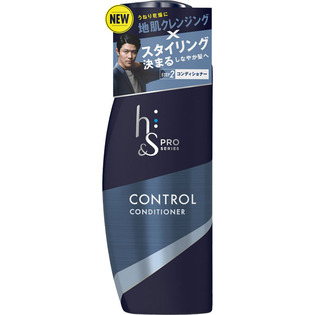 NEW
うねり乾燥に
地肌クレンジング
×
スタイリング
決まる しなやか髪へ
STEP2 コンディショナー
h&S PRO
SERIES
CONTROL
CONDITIONER